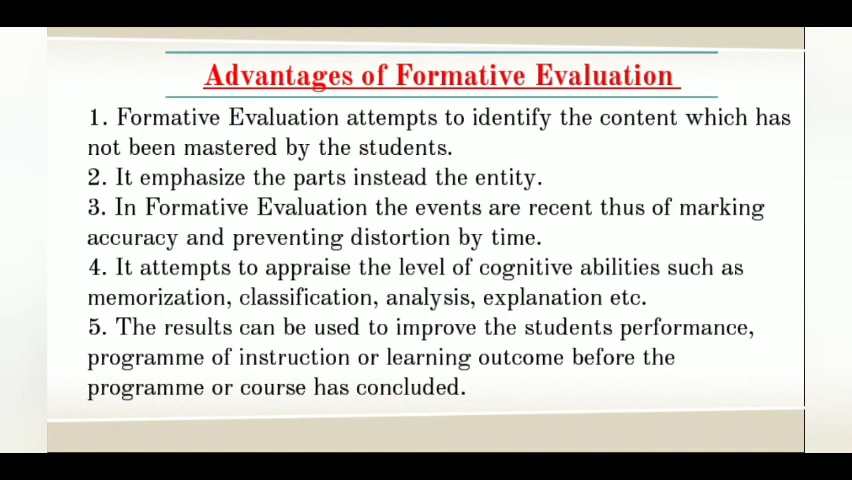 Advantages of Formative Evaluation
1. Formative Evaluation attempts to identify the content which has
not been mastered by the students.
2. It emphasize the parts instead the entity.
3. In Formative Evaluation the events are recent thus of marking
accuracy and preventing distortion by time.
4. It attempts to appraise the level of cognitive abilities such as
memorization, classification, analysis, explanation etc.
5. The results can be used to improve the students performance,
programme of instruction or learning outcome before the
programme or course has concluded.